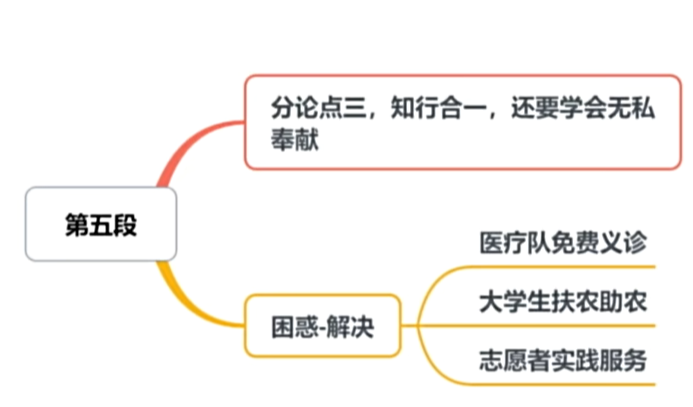 分论点三，知行合一，还要学会无私
奉献
第五段
医疗队免费义诊
大学生扶农助农
困惑-解决
志愿者实践服务